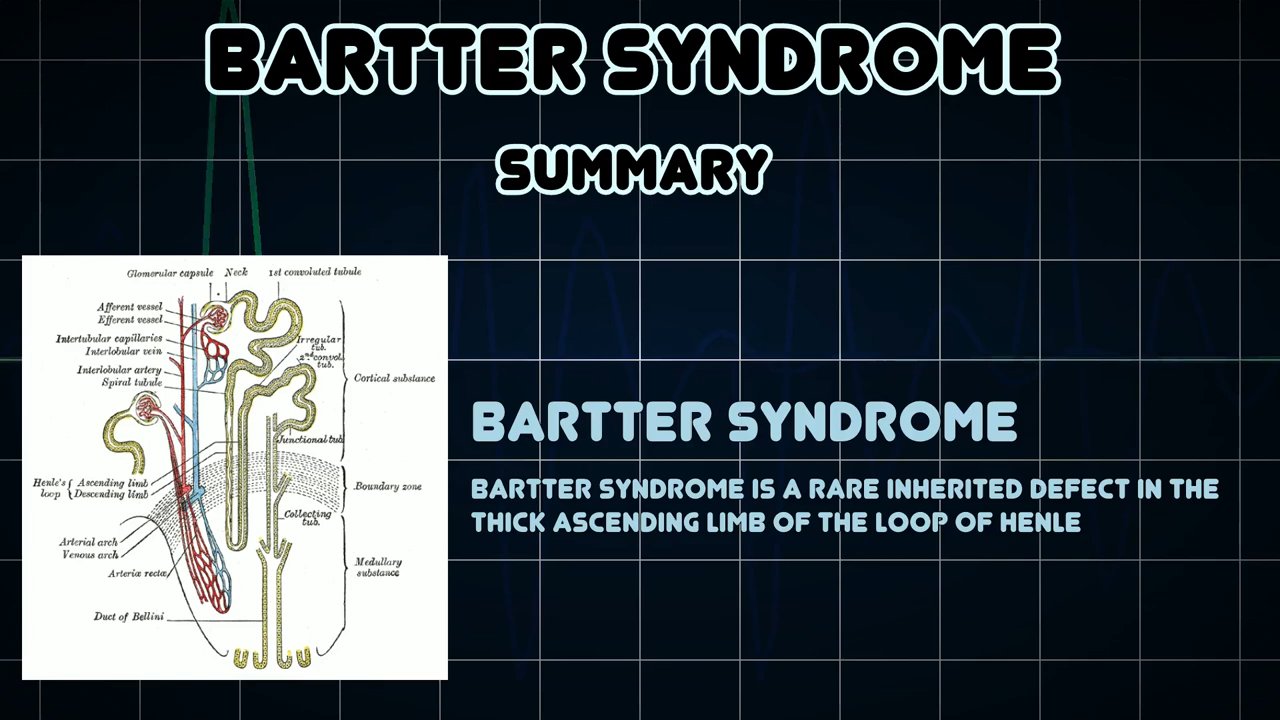 BARTTER SYNDROME
SUMMARY
Glomerular capsule Neck 1st convoluted tubule
Afferent vessel
Efferent vessel
Intertubular capillaries
Interlobular vein
Interlobular artery
Spiral tubule
Irregular
tub.
2nd convol.
tub.
Cortical substance
Junctional tub.
Henle's loop { Ascending limb
Descending limb
Boundary zone
Collecting
tub.
Arterial arch
Venous arch
Arteriæ rectæ
Medullary
substance
Duct of Bellini
BARTTER SYNDROME
BARTTER SYNDROME IS A RARE INHERITED DEFECT IN THE
THICK ASCENDING LIMB OF THE LOOP OF HENLE